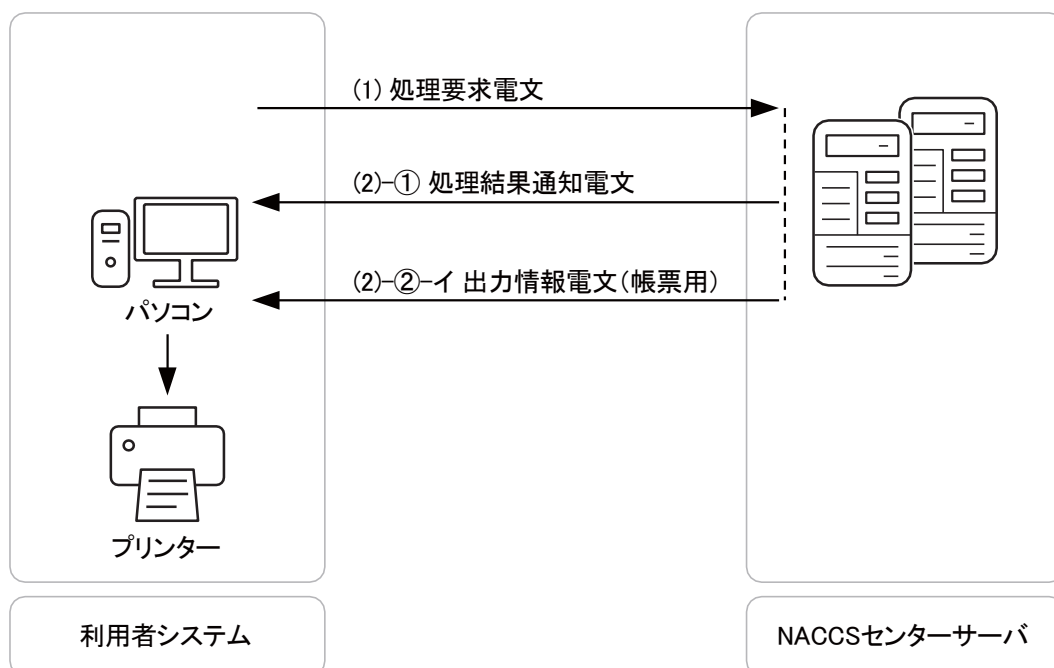 (1) 処理要求電文
(2)-① 処理結果通知電文
(2)-②-イ 出力情報電文(帳票用)
パソコン
プリンター
利用者システム
NACCSセンターサーバ